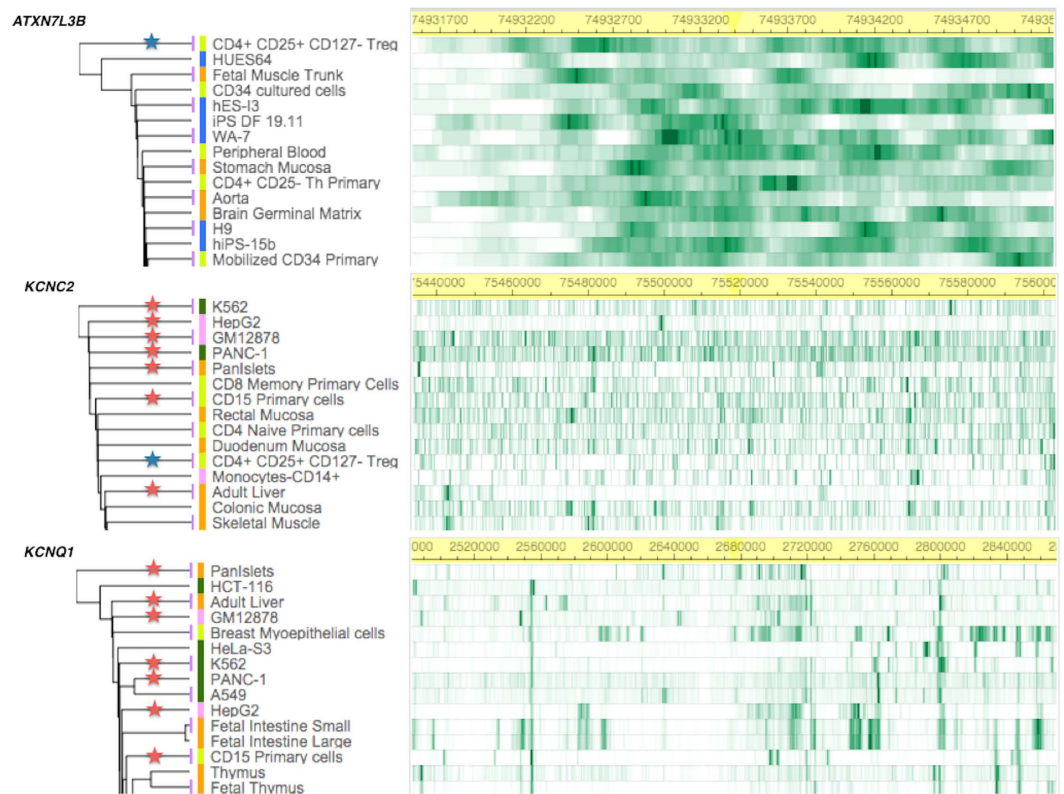 ATXN7L3B
74931700 74932200 74932700 74933200 74933700 74934200 74934700 74935
CD4+ CD25+ CD127- Treg
HUES64
Fetal Muscle Trunk
CD34 cultured cells
hES-I3
iPS DF 19.11
WA-7
Peripheral Blood
Stomach Mucosa
CD4+ CD25- Th Primary
Aorta
Brain Germinal Matrix
H9
hiPS-15b
Mobilized CD34 Primary
KCNC2
75440000 75460000 75480000 75500000 75520000 75540000 75560000 75580000 756000
K562
HepG2
GM12878
PANC-1
PanIslets
CD8 Memory Primary Cells
CD15 Primary cells
Rectal Mucosa
CD4 Naive Primary cells
Duodenum Mucosa
CD4+ CD25+ CD127- Treg
Monocytes-CD14+
Adult Liver
Colonic Mucosa
Skeletal Muscle
KCNQ1
000 2520000 2560000 2600000 2640000 2680000 2720000 2760000 2800000 2840000 2
PanIslets
HCT-116
Adult Liver
GM12878
Breast Myoepithelial cells
HeLa-S3
K562
PANC-1
A549
HepG2
Fetal Intestine Small
Fetal Intestine Large
CD15 Primary cells
Thymus
Fetal Thymus